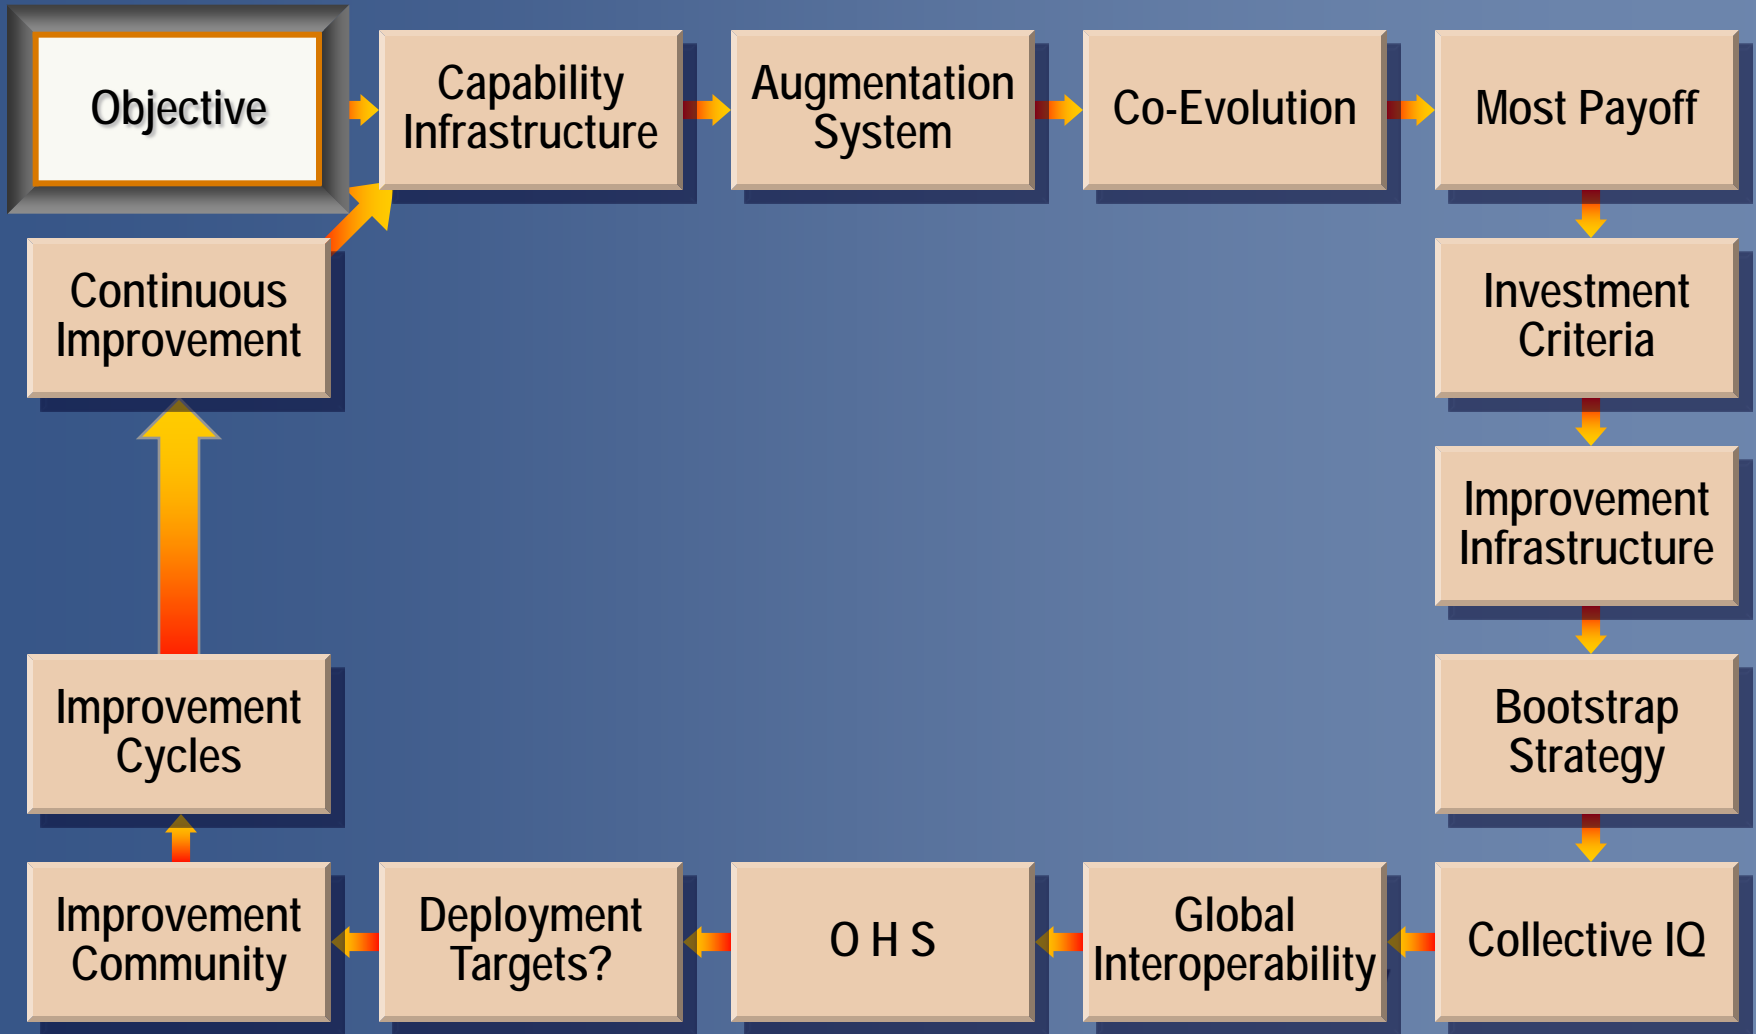 Objective
Capability
Infrastructure
Augmentation
System
Co-Evolution
Most Payoff
Continuous
Improvement
Investment
Criteria
Improvement
Infrastructure
Improvement
Cycles
Bootstrap
Strategy
Improvement
Community
Deployment
Targets?
O H S
Global
Interoperability
Collective IQ